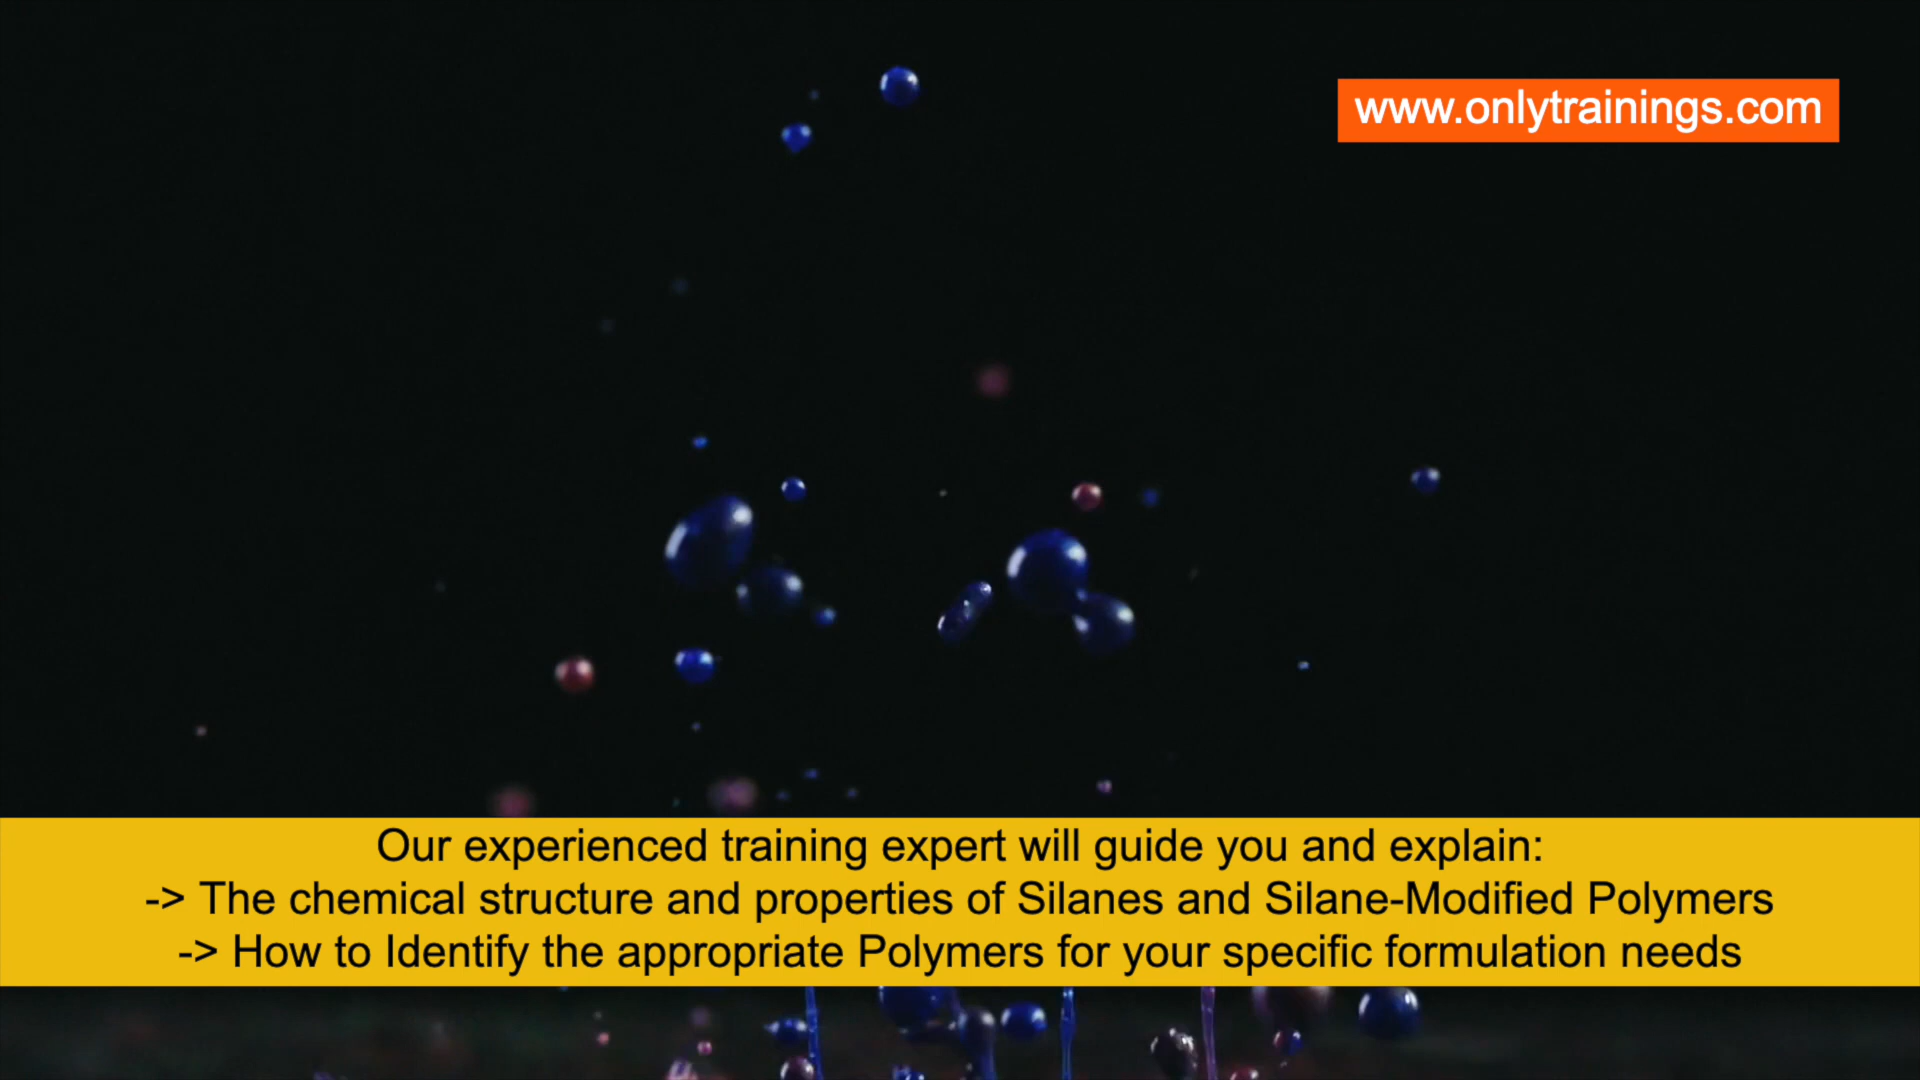 www.onlytrainings.com
Our experienced training expert will guide you and explain:
-> The chemical structure and properties of Silanes and Silane-Modified Polymers
-> How to Identify the appropriate Polymers for your specific formulation needs